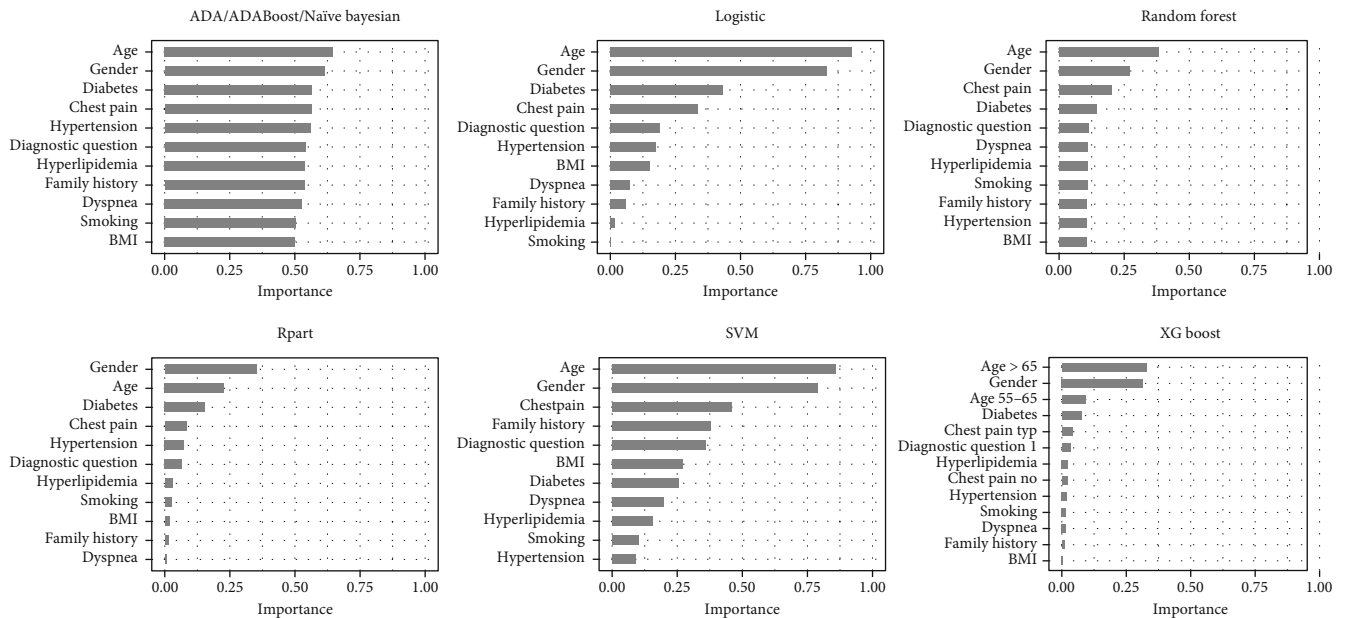 ADA/ADABoost/Naïve bayesian
Age
Gender
Diabetes
Chest pain
Hypertension
Diagnostic question
Hyperlipidemia
Family history
Dyspnea
Smoking
BMI
0.00 0.25 0.50 0.75 1.00
Importance
Logistic
Age
Gender
Diabetes
Chest pain
Diagnostic question
Hypertension
BMI
Dyspnea
Family history
Hyperlipidemia
Smoking
0.00 0.25 0.50 0.75 1.00
Importance
Random forest
Age
Gender
Chest pain
Diabetes
Diagnostic question
Dyspnea
Hyperlipidemia
Smoking
Family history
Hypertension
BMI
0.00 0.25 0.50 0.75 1.00
Importance
Rpart
Gender
Age
Diabetes
Chest pain
Hypertension
Diagnostic question
Hyperlipidemia
Smoking
BMI
Family history
Dyspnea
0.00 0.25 0.50 0.75 1.00
Importance
SVM
Age
Gender
Chestpain
Family history
Diagnostic question
BMI
Diabetes
Dyspnea
Hyperlipidemia
Smoking
Hypertension
0.00 0.25 0.50 0.75 1.00
Importance
XG boost
Age > 65
Gender
Age 55–65
Diabetes
Chest pain typ
Diagnostic question 1
Hyperlipidemia
Chest pain no
Hypertension
Smoking
Dyspnea
Family history
BMI
0.00 0.25 0.50 0.75 1.00
Importance